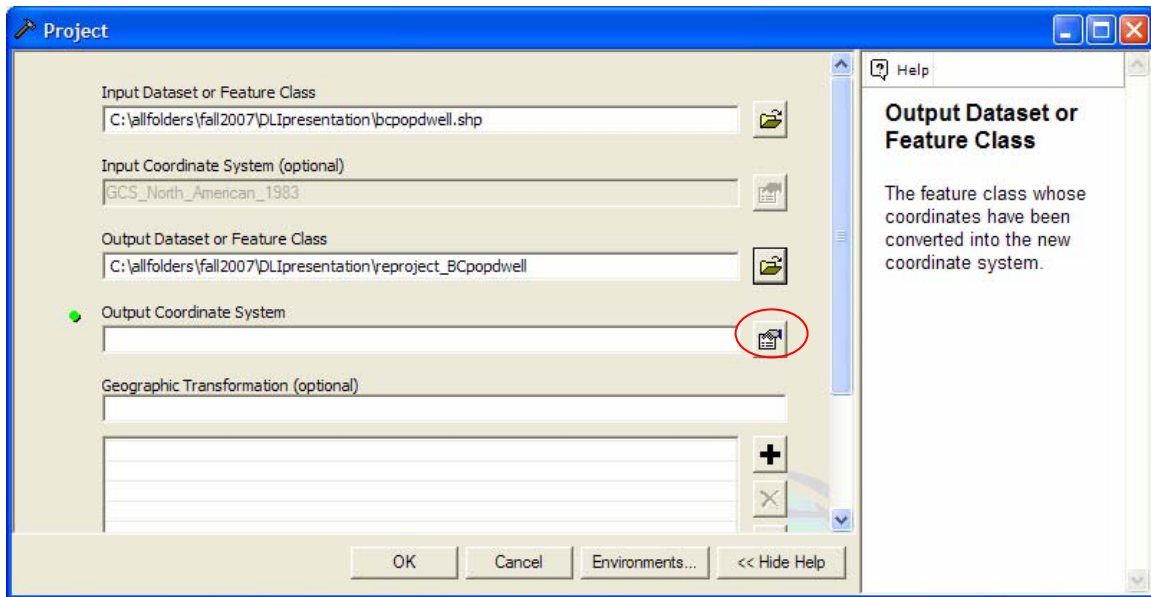 Project
Input Dataset or Feature Class
C:\allfolders\fall2007\DLIpresentation\bcpopdwell.shp
Input Coordinate System (optional)
GCS_North_American_1983
Output Dataset or Feature Class
C:\allfolders\fall2007\DLIpresentation\reproject_BCpopdwell
Output Coordinate System
Geographic Transformation (optional)
OK
Cancel
Environments...
<< Hide Help
Help
Output Dataset or
Feature Class
The feature class whose
coordinates have been
converted into the new
coordinate system.